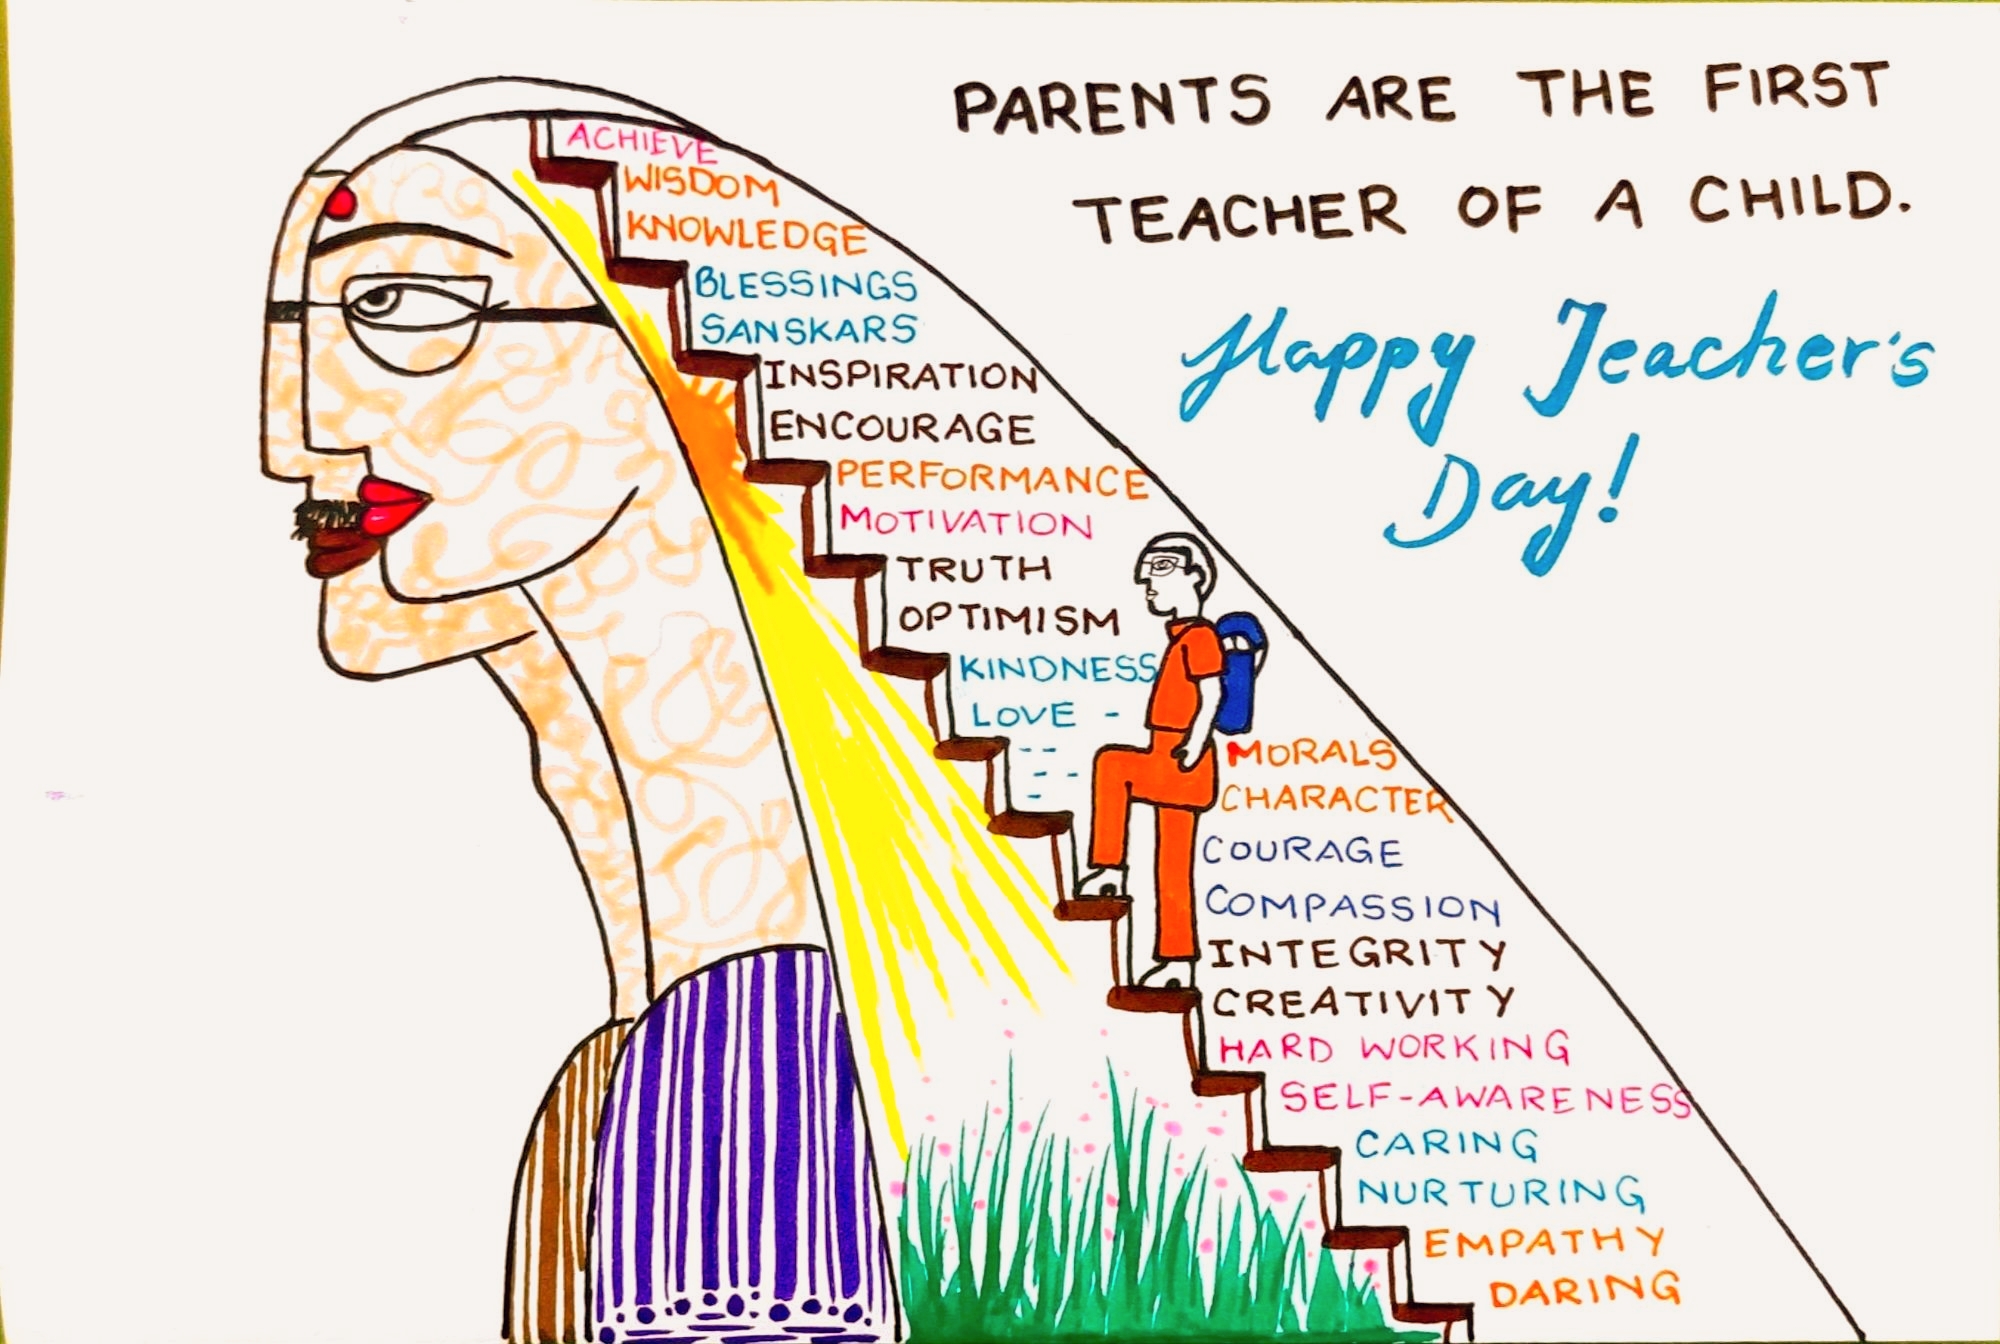 PARENTS ARE THE FIRST
TEACHER OF A CHILD.
Happy Teacher's
Day!
ACHIEVE
WISDOM
KNOWLEDGE
BLESSINGS
SANSKARS
INSPIRATION
ENCOURAGE
PERFORMANCE
MOTIVATION
TRUTH
OPTIMISM
KINDNESS
LOVE -
MORALS
CHARACTER
COURAGE
COMPASSION
INTEGRITY
CREATIVITY
HARD WORKING
SELF-AWARENESS
CARING
NURTURING
EMPATHY
DARING